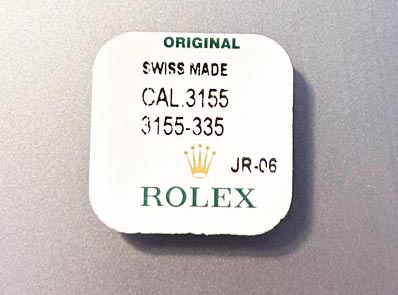 ORIGINAL
SWISS MADE
CAL.3155
3155-335
JR-06
ROLEX